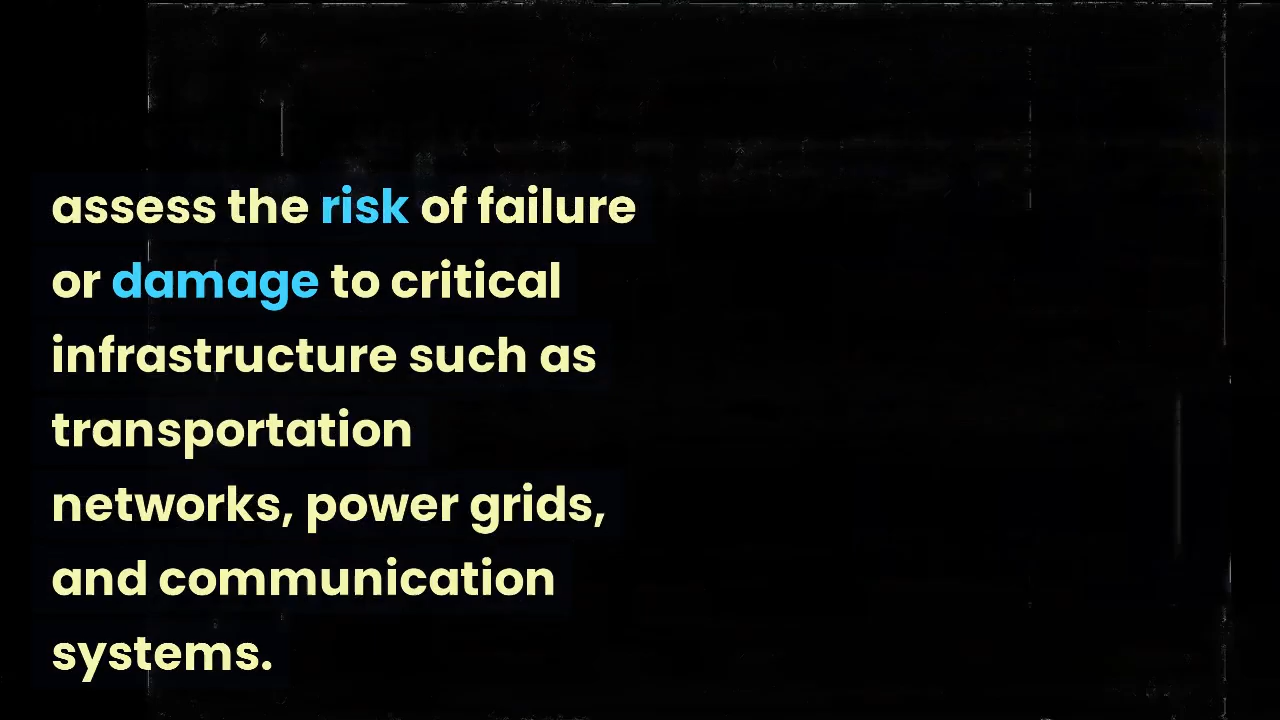 assess the risk of failure
or damage to critical
infrastructure such as
transportation
networks, power grids,
and communication
systems.